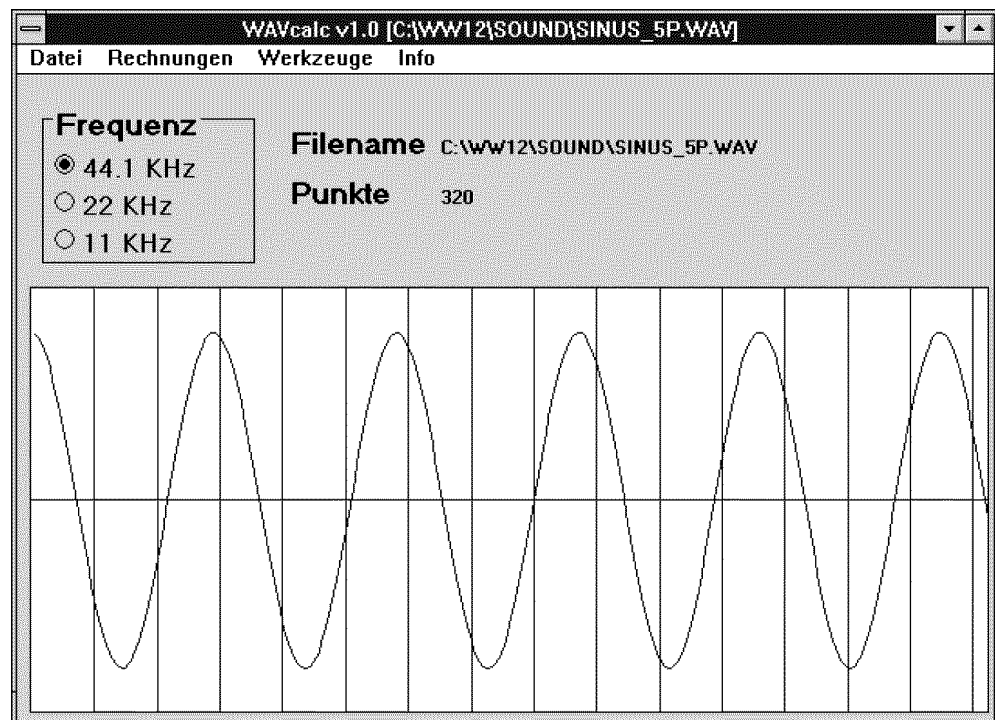 WAVcalc v1.0 [C:\WW12\SOUND\SINUS_5P.WAV]
Datei Rechnungen Werkzeuge Info
Frequenz
44.1 KHz
22 KHz
11 KHz
Filename C:\WW12\SOUND\SINUS_5P.WAV
Punkte 320